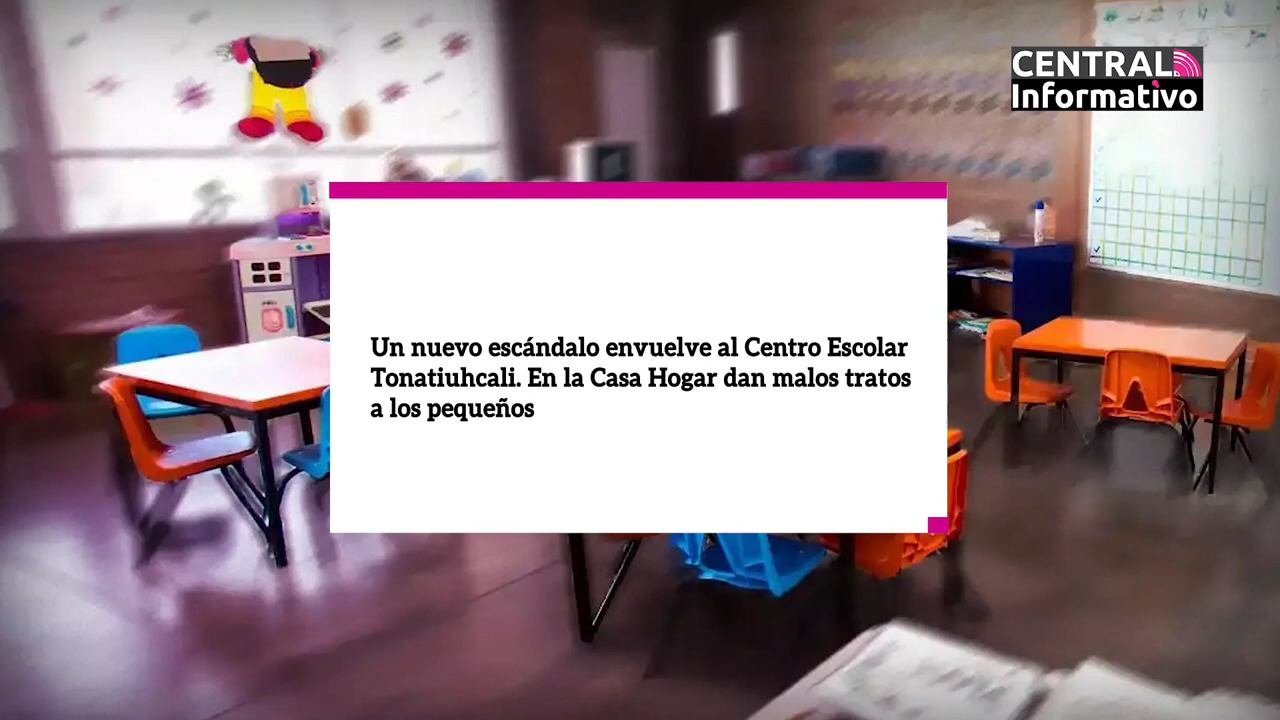 CENTRAL
Informativo
Un nuevo escándalo envuelve al Centro Escolar
Tonatiuhcali. En la Casa Hogar dan malos tratos
a los pequeños